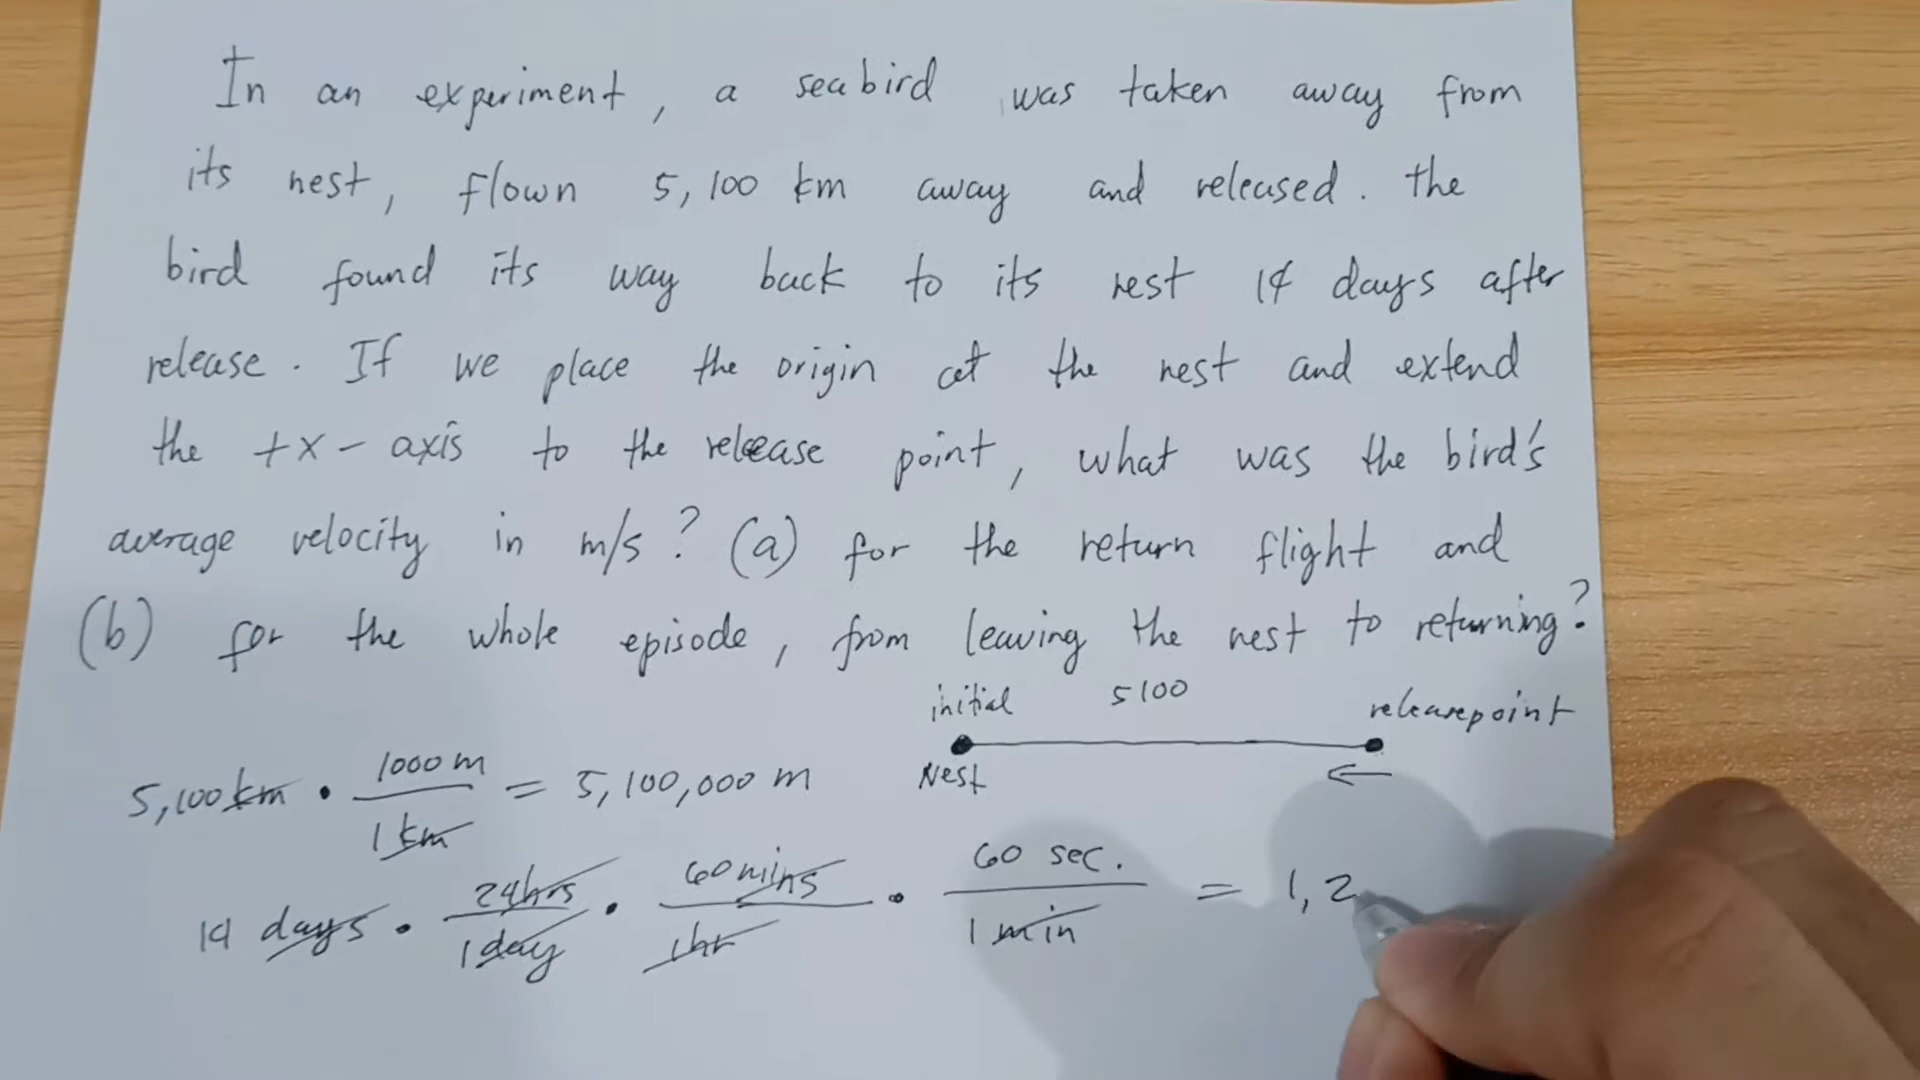 In an experiment, a seabird was taken away from
its nest, flown 5,100 km away and released. the
bird found its way back to its nest 14 days after
release. If we place the origin at the nest and extend
the +x-axis to the release point, what was the bird's
average velocity in m/s? (a) for the return flight and
(b) for the whole episode, from leaving the nest to returning?
initial 5100 releasepoint
Nest ←
5,100 km • 1000 m / 1 km = 5,100,000 m
14 days • 24hrs / 1 day • 60 mins / 1hr • 60 sec. / 1 min = 1,2